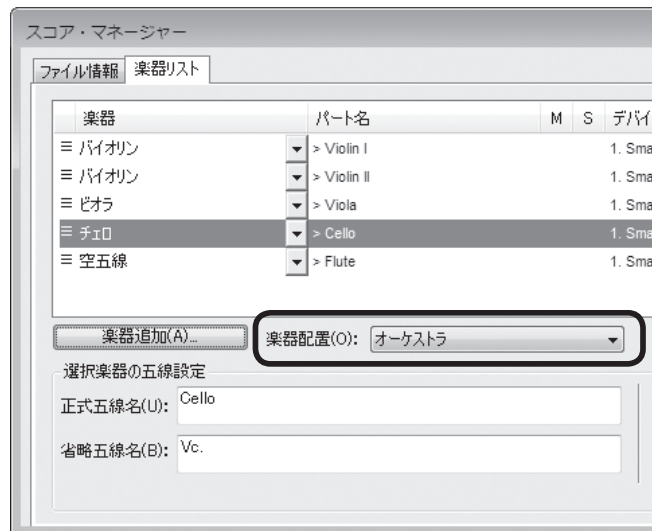 スコア・マネージャー
ファイル情報 楽器リスト
楽器 パート名 M S デバイ
バイオリン > Violin I 1. Sma
バイオリン > Violin II 1. Sma
ビオラ > Viola 1. Sma
チェロ > Cello 1. Sma
空五線 > Flute 1. Sma
楽器追加(A)... 楽器配置(O): オーケストラ
選択楽器の五線設定
正式五線名(U): Cello
省略五線名(B): Vc.